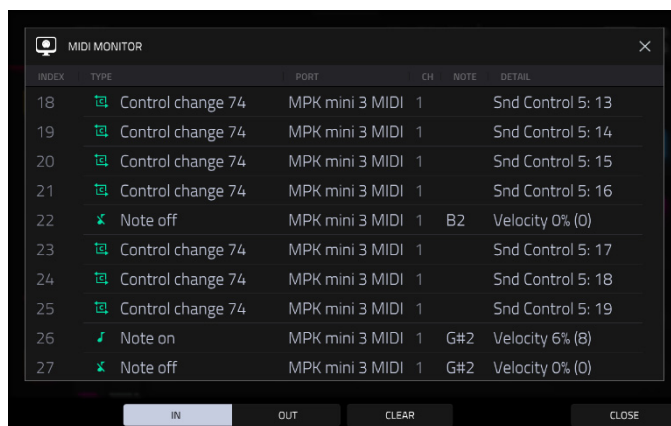 MIDI MONITOR
INDEX TYPE PORT CH NOTE DETAIL
18 Control change 74 MPK mini 3 MIDI 1 Snd Control 5: 13
19 Control change 74 MPK mini 3 MIDI 1 Snd Control 5: 14
20 Control change 74 MPK mini 3 MIDI 1 Snd Control 5: 15
21 Control change 74 MPK mini 3 MIDI 1 Snd Control 5: 16
22 Note off MPK mini 3 MIDI 1 B2 Velocity 0% (0)
23 Control change 74 MPK mini 3 MIDI 1 Snd Control 5: 17
24 Control change 74 MPK mini 3 MIDI 1 Snd Control 5: 18
25 Control change 74 MPK mini 3 MIDI 1 Snd Control 5: 19
26 Note on MPK mini 3 MIDI 1 G#2 Velocity 6% (8)
27 Note off MPK mini 3 MIDI 1 G#2 Velocity 0% (0)
IN OUT CLEAR CLOSE